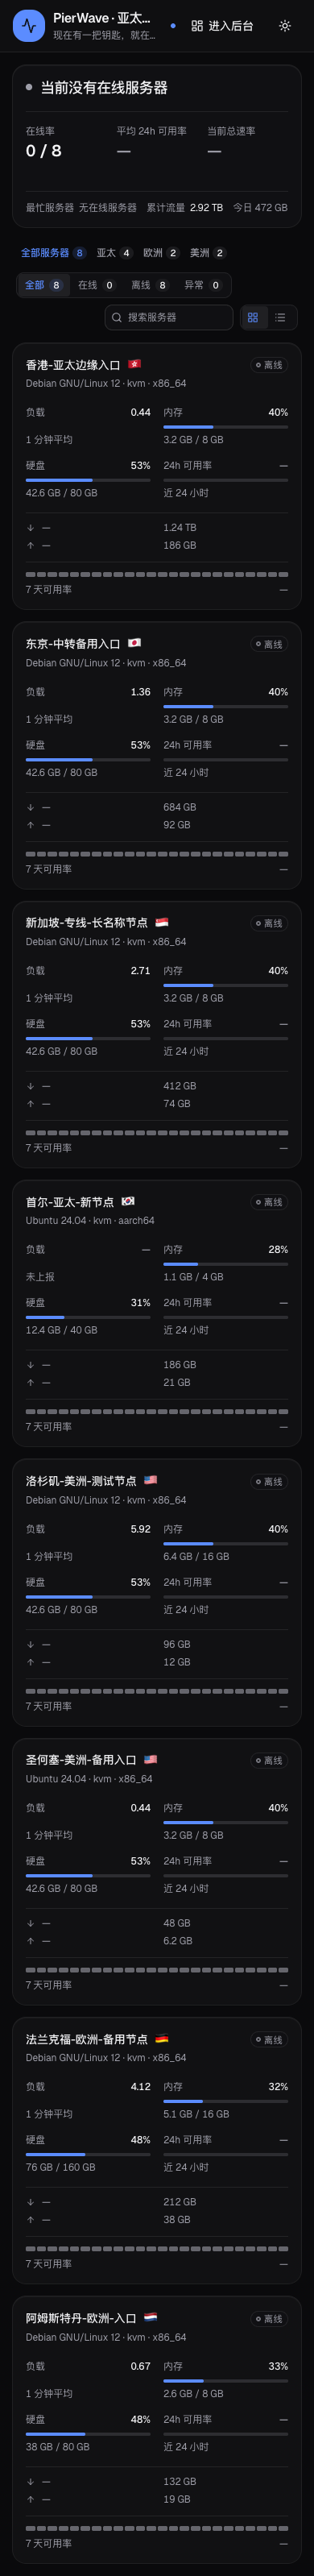 PierWave · 亚太...
现在有一把钥匙，就在...
进入后台
当前没有在线服务器
在线率 平均 24h 可用率 当前总速率
0 / 8 — —
最忙服务器 无在线服务器 累计流量 2.92 TB 今日 472 GB
全部服务器 8 亚太 4 欧洲 2 美洲 2
全部 8 在线 0 离线 8 异常 0
搜索服务器
香港-亚太边缘入口 离线
Debian GNU/Linux 12 · kvm · x86_64
负载 0.44 内存 40%
1 分钟平均 3.2 GB / 8 GB
硬盘 53% 24h 可用率 —
42.6 GB / 80 GB 近 24 小时
↓ — 1.24 TB
↑ — 186 GB
7 天可用率 —
东京-中转备用入口 离线
Debian GNU/Linux 12 · kvm · x86_64
负载 1.36 内存 40%
1 分钟平均 3.2 GB / 8 GB
硬盘 53% 24h 可用率 —
42.6 GB / 80 GB 近 24 小时
↓ — 684 GB
↑ — 92 GB
7 天可用率 —
新加坡-专线-长名称节点 离线
Debian GNU/Linux 12 · kvm · x86_64
负载 2.71 内存 40%
1 分钟平均 3.2 GB / 8 GB
硬盘 53% 24h 可用率 —
42.6 GB / 80 GB 近 24 小时
↓ — 412 GB
↑ — 74 GB
7 天可用率 —
首尔-亚太-新节点 离线
Ubuntu 24.04 · kvm · aarch64
负载 — 内存 28%
未上报 1.1 GB / 4 GB
硬盘 31% 24h 可用率 —
12.4 GB / 40 GB 近 24 小时
↓ — 186 GB
↑ — 21 GB
7 天可用率 —
洛杉矶-美洲-测试节点 离线
Debian GNU/Linux 12 · kvm · x86_64
负载 5.92 内存 40%
1 分钟平均 6.4 GB / 16 GB
硬盘 53% 24h 可用率 —
42.6 GB / 80 GB 近 24 小时
↓ — 96 GB
↑ — 12 GB
7 天可用率 —
圣何塞-美洲-备用入口 离线
Ubuntu 24.04 · kvm · x86_64
负载 0.44 内存 40%
1 分钟平均 3.2 GB / 8 GB
硬盘 53% 24h 可用率 —
42.6 GB / 80 GB 近 24 小时
↓ — 48 GB
↑ — 6.2 GB
7 天可用率 —
法兰克福-欧洲-备用节点 离线
Debian GNU/Linux 12 · kvm · x86_64
负载 4.12 内存 32%
1 分钟平均 5.1 GB / 16 GB
硬盘 48% 24h 可用率 —
76 GB / 160 GB 近 24 小时
↓ — 212 GB
↑ — 38 GB
7 天可用率 —
阿姆斯特丹-欧洲-入口 离线
Debian GNU/Linux 12 · kvm · x86_64
负载 0.67 内存 33%
1 分钟平均 2.6 GB / 8 GB
硬盘 48% 24h 可用率 —
38 GB / 80 GB 近 24 小时
↓ — 132 GB
↑ — 19 GB
7 天可用率 —